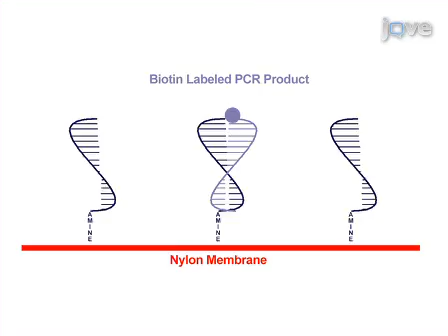 jove
Biotin Labeled PCR Product
AMINE
AMINE
AMINE
Nylon Membrane